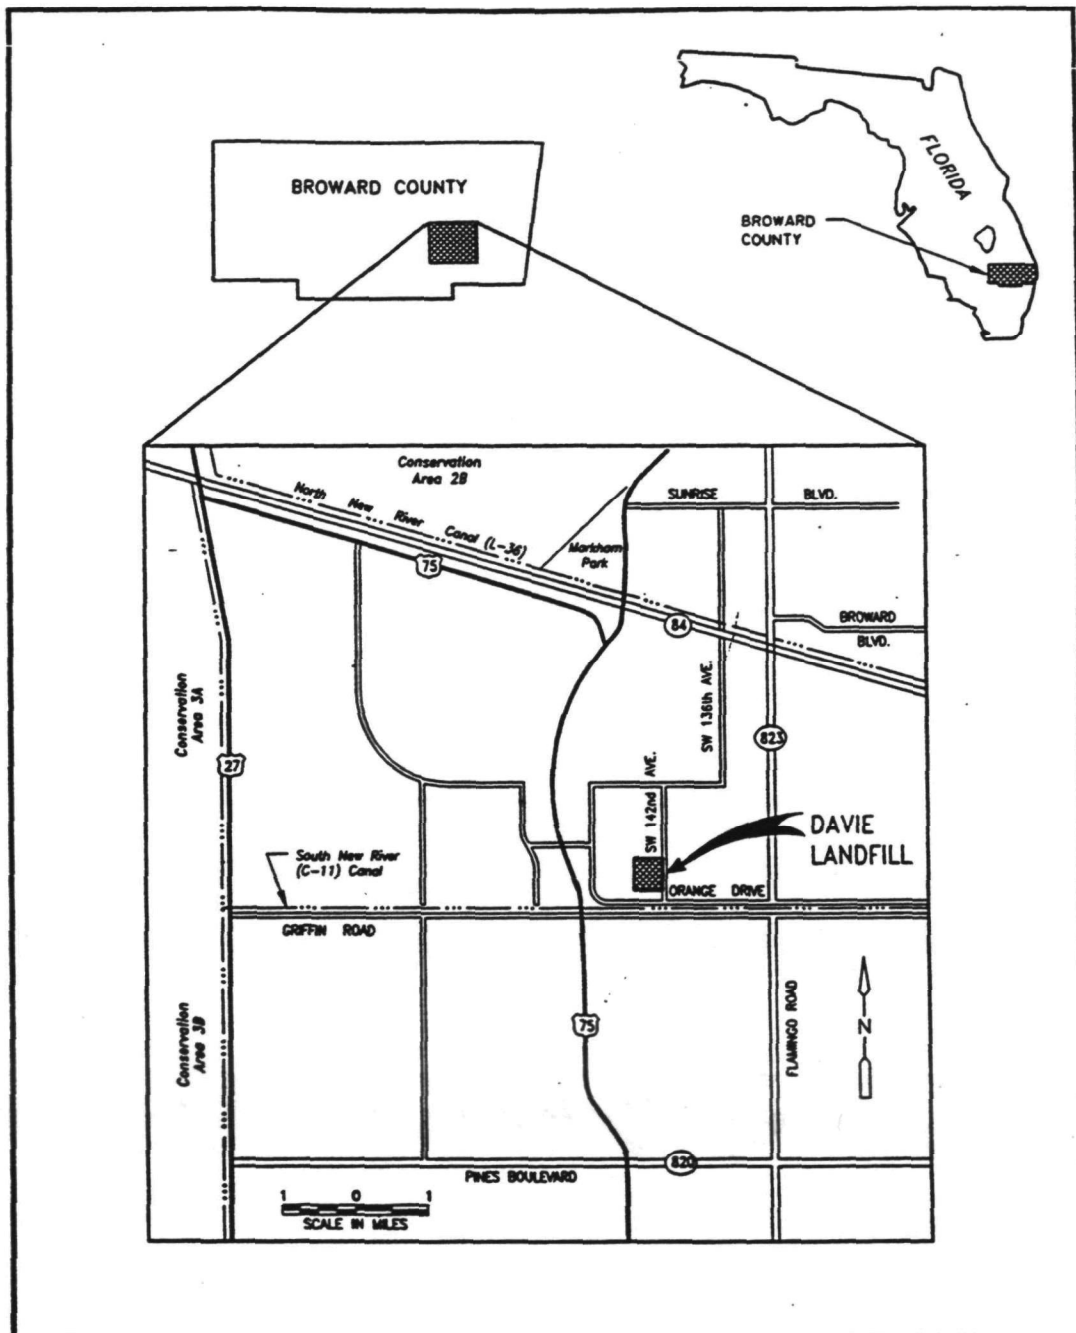 BROWARD COUNTY
FLORIDA
BROWARD
COUNTY
Conservation
Area 2B
North New River Canal (L-36)
Markham
Park
SUNRISE BLVD.
75
84
BROWARD
BLVD.
Conservation
Area 3A
27
SW 136th AVE.
823
SW 142nd AVE.
DAVIE
LANDFILL
South New River
(C-11) Canal
ORANGE DRIVE
GRIFFIN ROAD
Conservation
Area 3B
75
FLAMINGO ROAD
N
820
PINES BOULEVARD
1 0 1
SCALE IN MILES